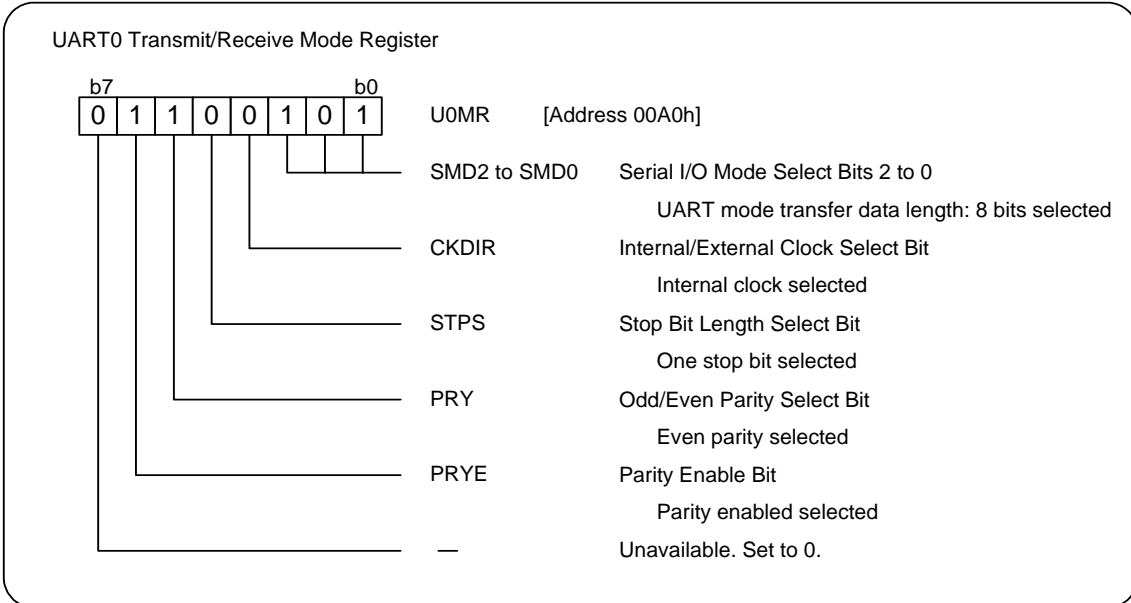 UART0 Transmit/Receive Mode Register
b7 b0
0 1 1 0 0 1 0 1 U0MR [Address 00A0h]
SMD2 to SMD0 Serial I/O Mode Select Bits 2 to 0
UART mode transfer data length: 8 bits selected
CKDIR Internal/External Clock Select Bit
Internal clock selected
STPS Stop Bit Length Select Bit
One stop bit selected
PRY Odd/Even Parity Select Bit
Even parity selected
PRYE Parity Enable Bit
Parity enabled selected
— Unavailable. Set to 0.